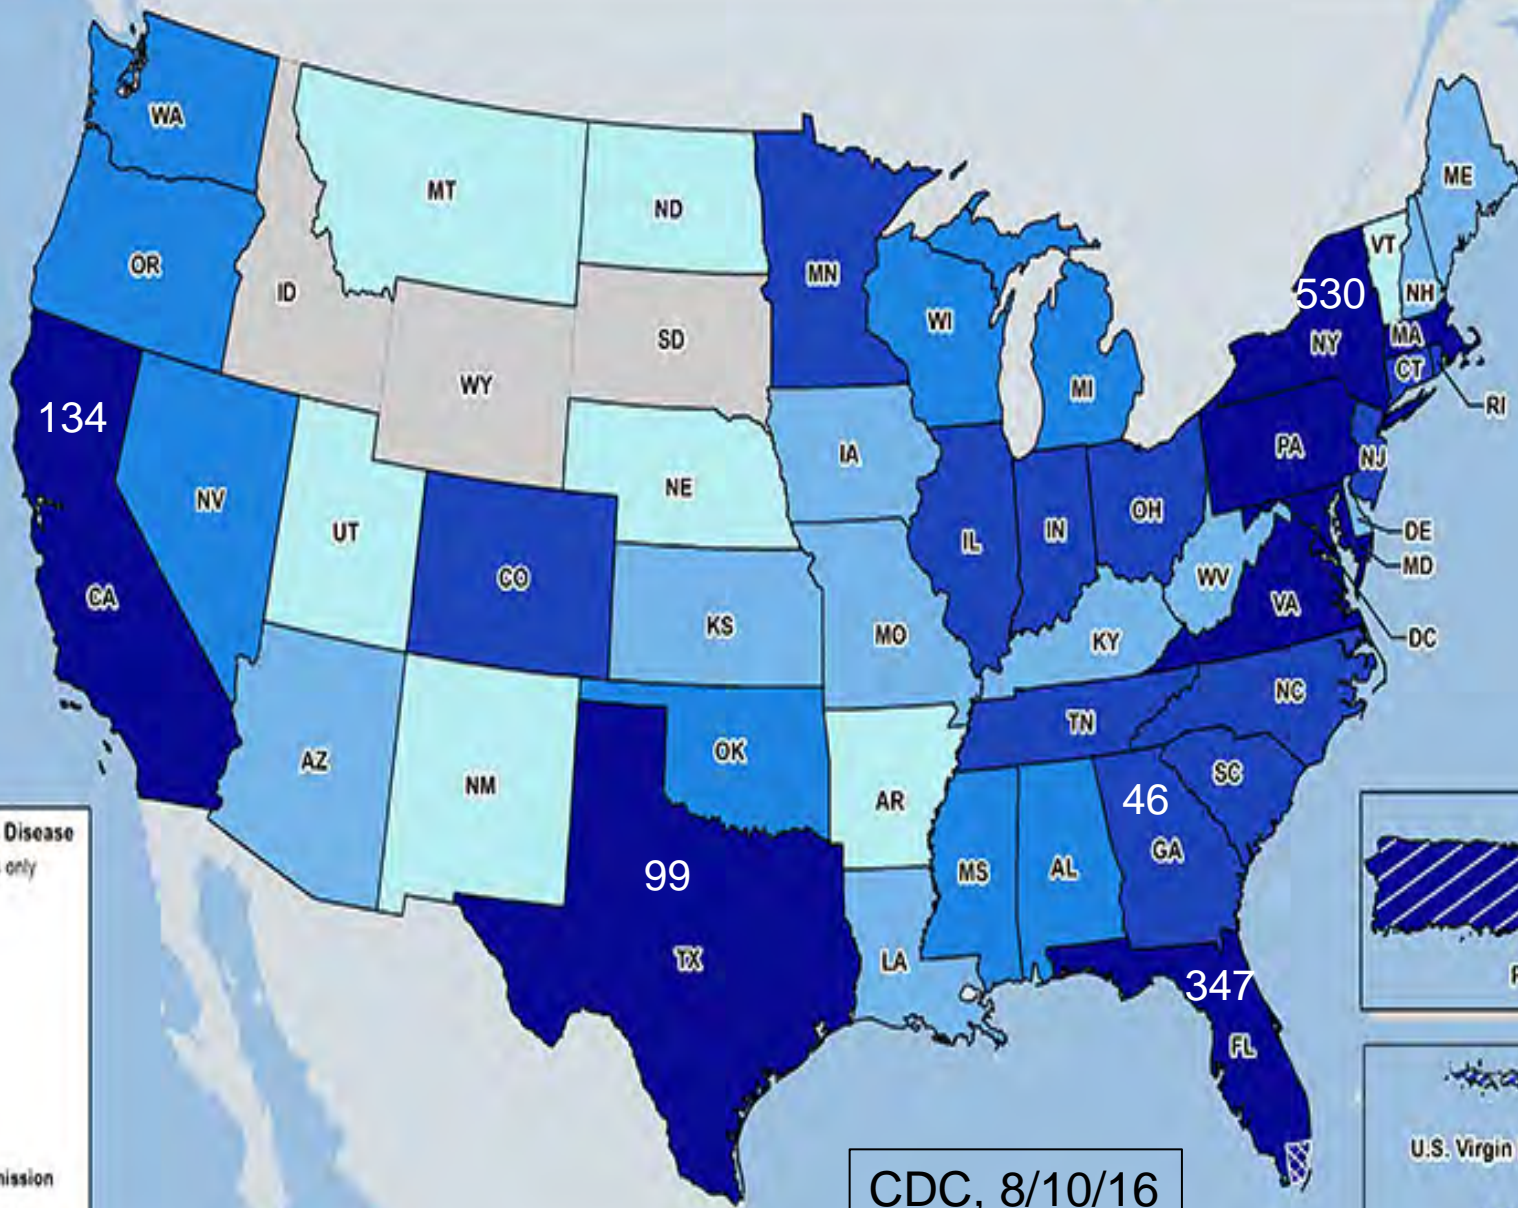 WA
MT
ND
OR
ID
MN
ME
VT
WI
530
NH
SD
WY
NY
MA
MI
CT
RI
134
IA
PA
NJ
NV
NE
UT
IL
IN
OH
DE
CO
MD
CA
WV
VA
KS
MO
KY
DC
NC
TN
AZ
OK
NM
SC
AR
46
GA
99
MS
AL
TX
LA
347
FL
Disease
only
U.S. Virgin
CDC, 8/10/16